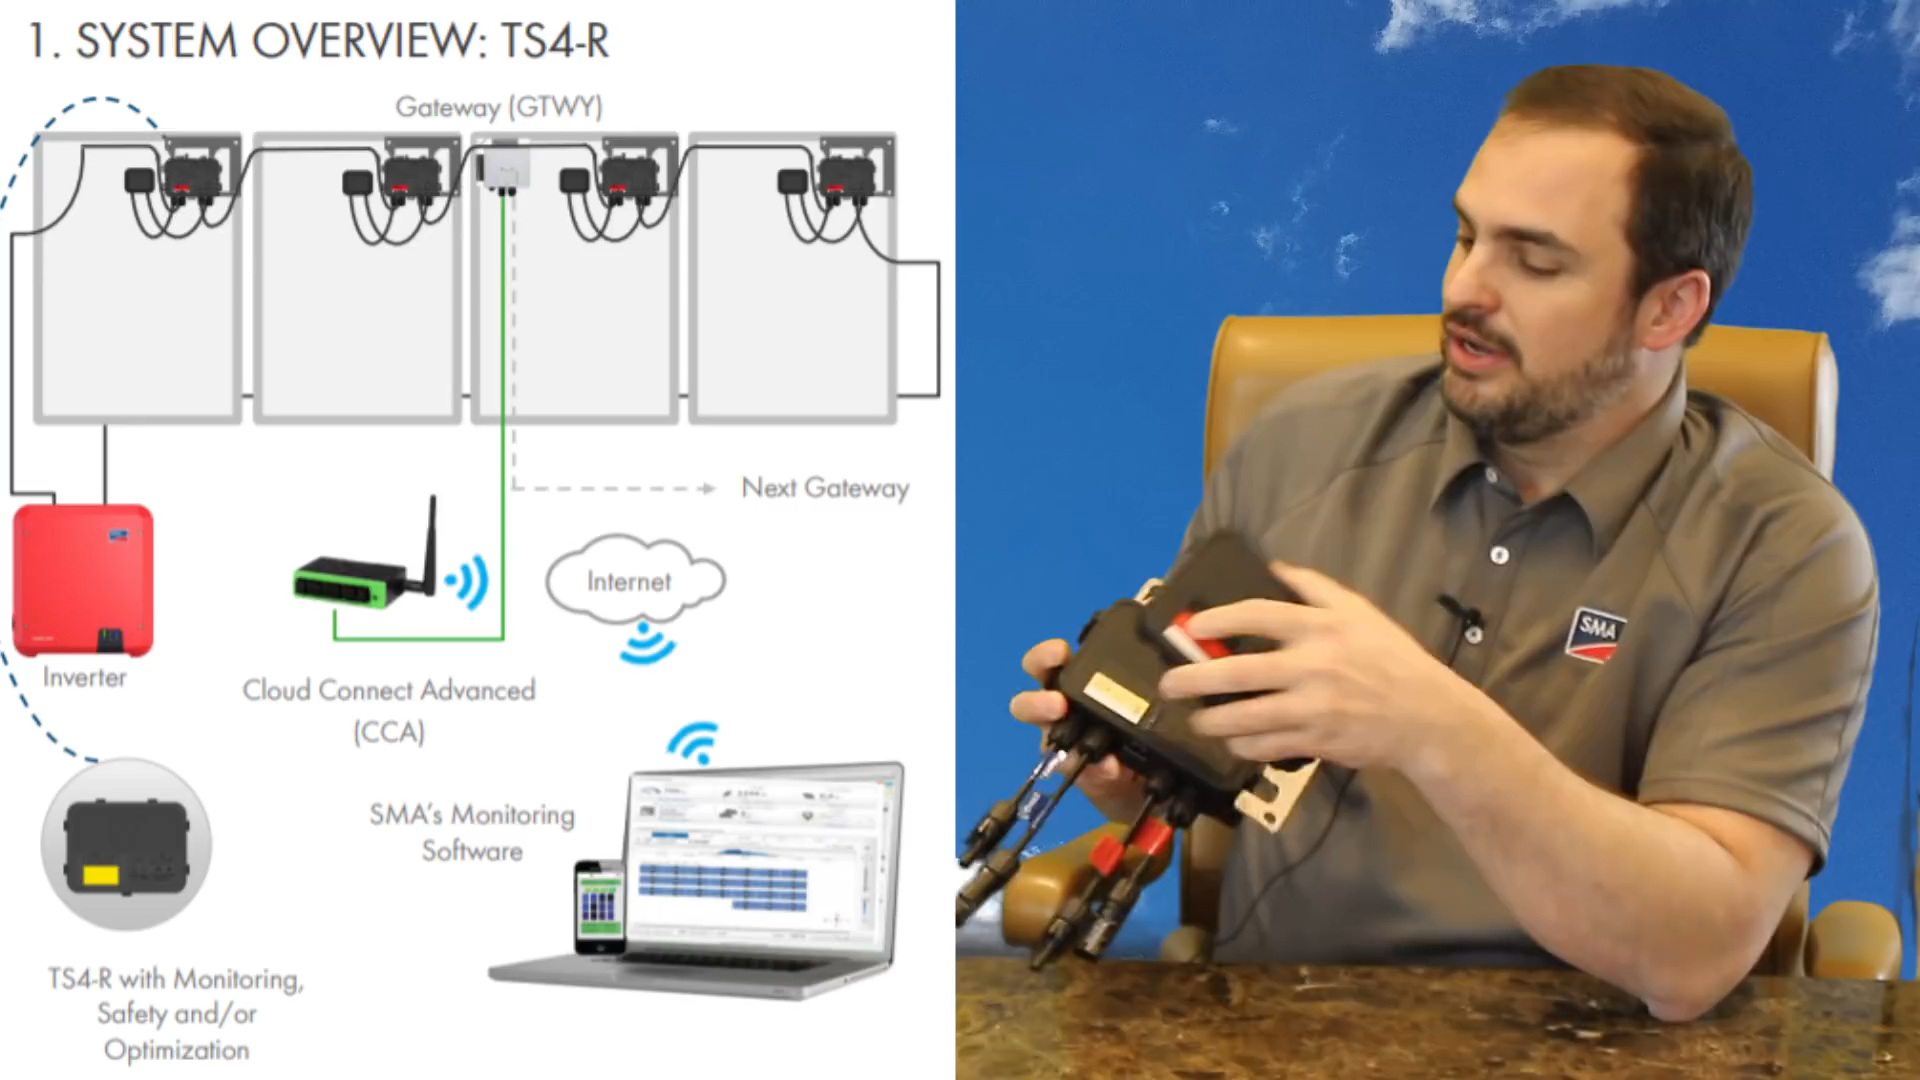 1. SYSTEM OVERVIEW: TS4-R
Gateway (GTWY)
Next Gateway
Internet
Inverter
Cloud Connect Advanced
(CCA)
SMA's Monitoring
Software
TS4-R with Monitoring,
Safety and/or
Optimization
SMA